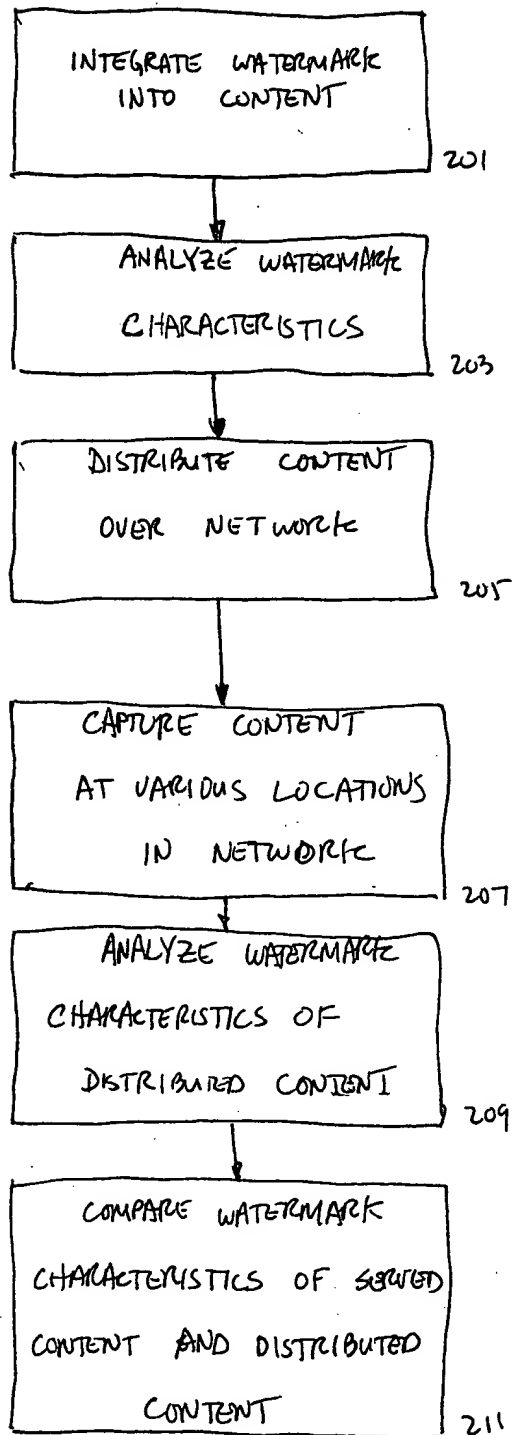 INTEGRATE WATERMARK
INTO CONTENT
201
ANALYZE WATERMARK
CHARACTERISTICS
203
DISTRIBUTE CONTENT
OVER NETWORK
205
CAPTURE CONTENT
AT VARIOUS LOCATIONS
IN NETWORK
207
ANALYZE WATERMARK
CHARACTERISTICS OF
DISTRIBUTED CONTENT
209
COMPARE WATERMARK
CHARACTERISTICS OF SERVED
CONTENT AND DISTRIBUTED
CONTENT
211